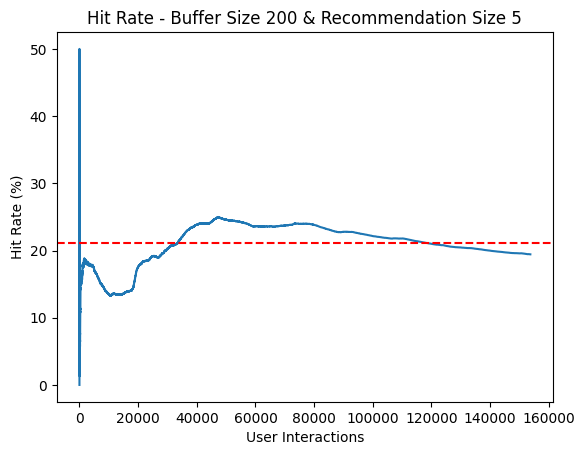 Hit Rate - Buffer Size 200 & Recommendation Size 5
Hit Rate (%)
50
40
30
20
10
0
0 20000 40000 60000 80000 100000 120000 140000 160000
User Interactions